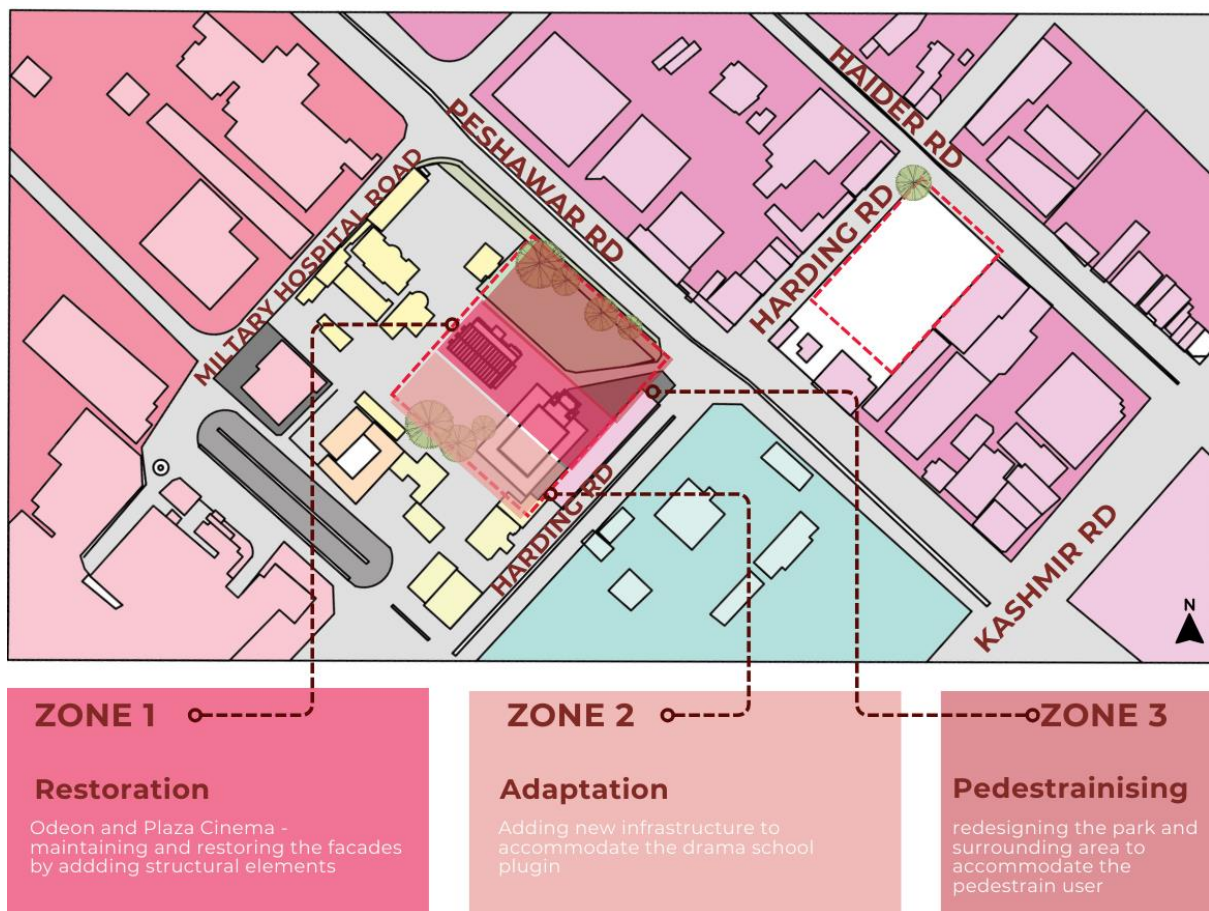 HAIDER RD
PESHAWAR RD
MILTARY HOSPITAL ROAD
HARDING RD
HARDING RD
KASHMIR RD
N
ZONE 1
Restoration
Odeon and Plaza Cinema -
maintaining and restoring the facades
by addding structural elements
ZONE 2
Adaptation
Adding new infrastructure to
accommodate the drama school
plugin
ZONE 3
Pedestrainising
redesigning the park and
surrounding area to
accommodate the
pedestrain user